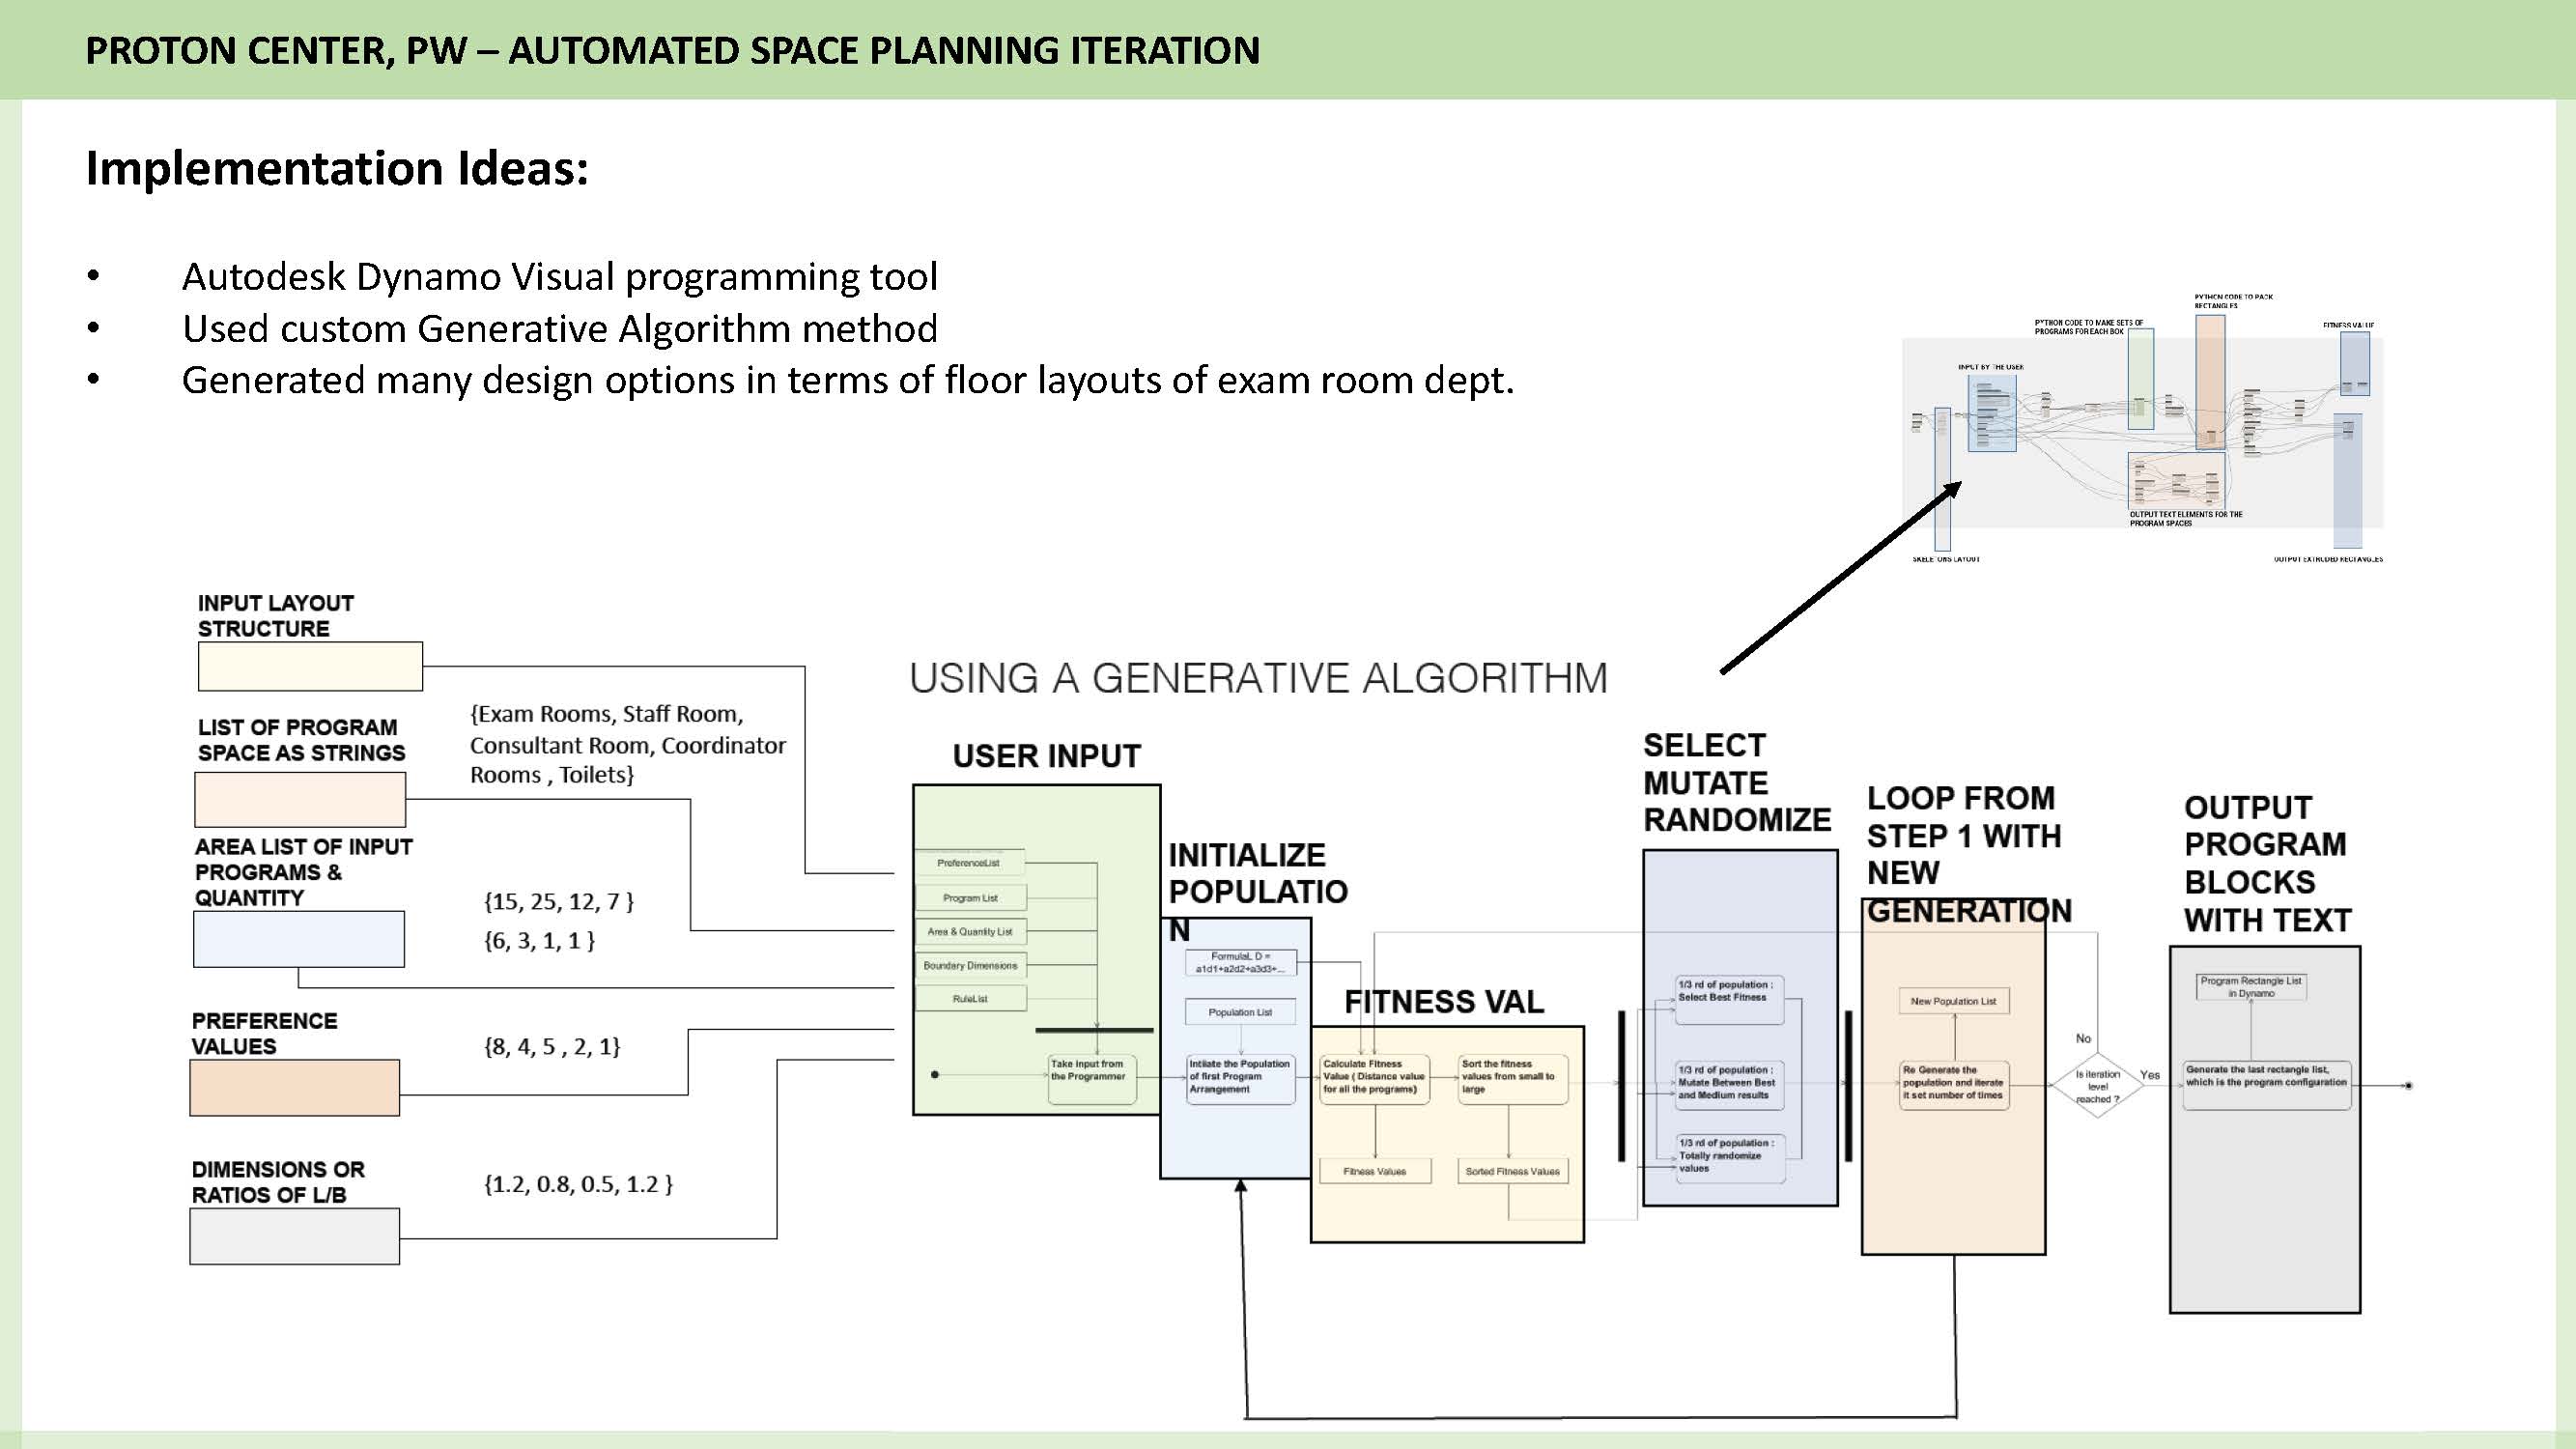 PROTON CENTER, PW – AUTOMATED SPACE PLANNING ITERATION
Implementation Ideas:
• Autodesk Dynamo Visual programming tool
• Used custom Generative Algorithm method
• Generated many design options in terms of floor layouts of exam room dept.
PYTHON CODE TO PACK
RECTANGLES
PYTHON CODE TO MAKE SETS OF
PROGRAMS FOR EACH BOX
FITNESS VALUE
INPUT BY THE USER
OUTPUT TEXT ELEMENTS FOR THE
PROGRAM SPACES
SKELETONS LAYOUT
OUTPUT EXTRUDED RECTANGLES
INPUT LAYOUT
STRUCTURE
LIST OF PROGRAM
SPACE AS STRINGS
{Exam Rooms, Staff Room,
Consultant Room, Coordinator
Rooms , Toilets}
AREA LIST OF INPUT
PROGRAMS &
QUANTITY
{15, 25, 12, 7 }
{6, 3, 1, 1 }
PREFERENCE
VALUES
{8, 4, 5 , 2, 1}
DIMENSIONS OR
RATIOS OF L/B
{1.2, 0.8, 0.5, 1.2 }
USING A GENERATIVE ALGORITHM
USER INPUT
PreferenceList
Program List
Area & Quantity List
Boundary Dimensions
RuleList
Take input from
the Programmer
INITIALIZE
POPULATIO
N
FormulaL D =
a1d1+a2d2+a3d3+...
Population List
Intiiate the Population
of first Program
Arrangement
FITNESS VAL
Calculate Fitness
Value ( Distance value
for all the programs)
Sort the fitness
values from small to
large
Fitness Values
Sorted Fitness Values
SELECT
MUTATE
RANDOMIZE
1/3 rd of population :
Select Best Fitness
1/3 rd of population :
Mutate Between Best
and Medium results
1/3 rd of population :
Totally randomize
values
LOOP FROM
STEP 1 WITH
NEW
GENERATION
New Population List
Re Generate the
population and iterate
it set number of times
No
Is iteration
level
reached ?
Yes
OUTPUT
PROGRAM
BLOCKS
WITH TEXT
Program Rectangle List
in Dynamo
Generate the last rectangle list,
which is the program configuration